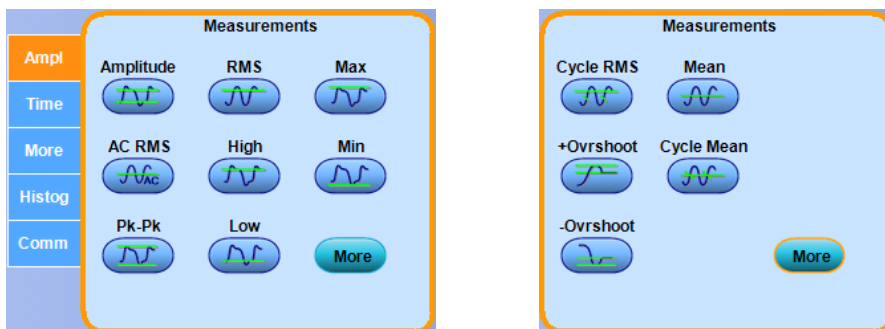 Measurements
Ampl
Time
More
Histog
Comm
Amplitude RMS Max
AC RMS High Min
AC
Pk-Pk Low
More
Measurements
Cycle RMS Mean
+Ovrshoot Cycle Mean
-Ovrshoot
More